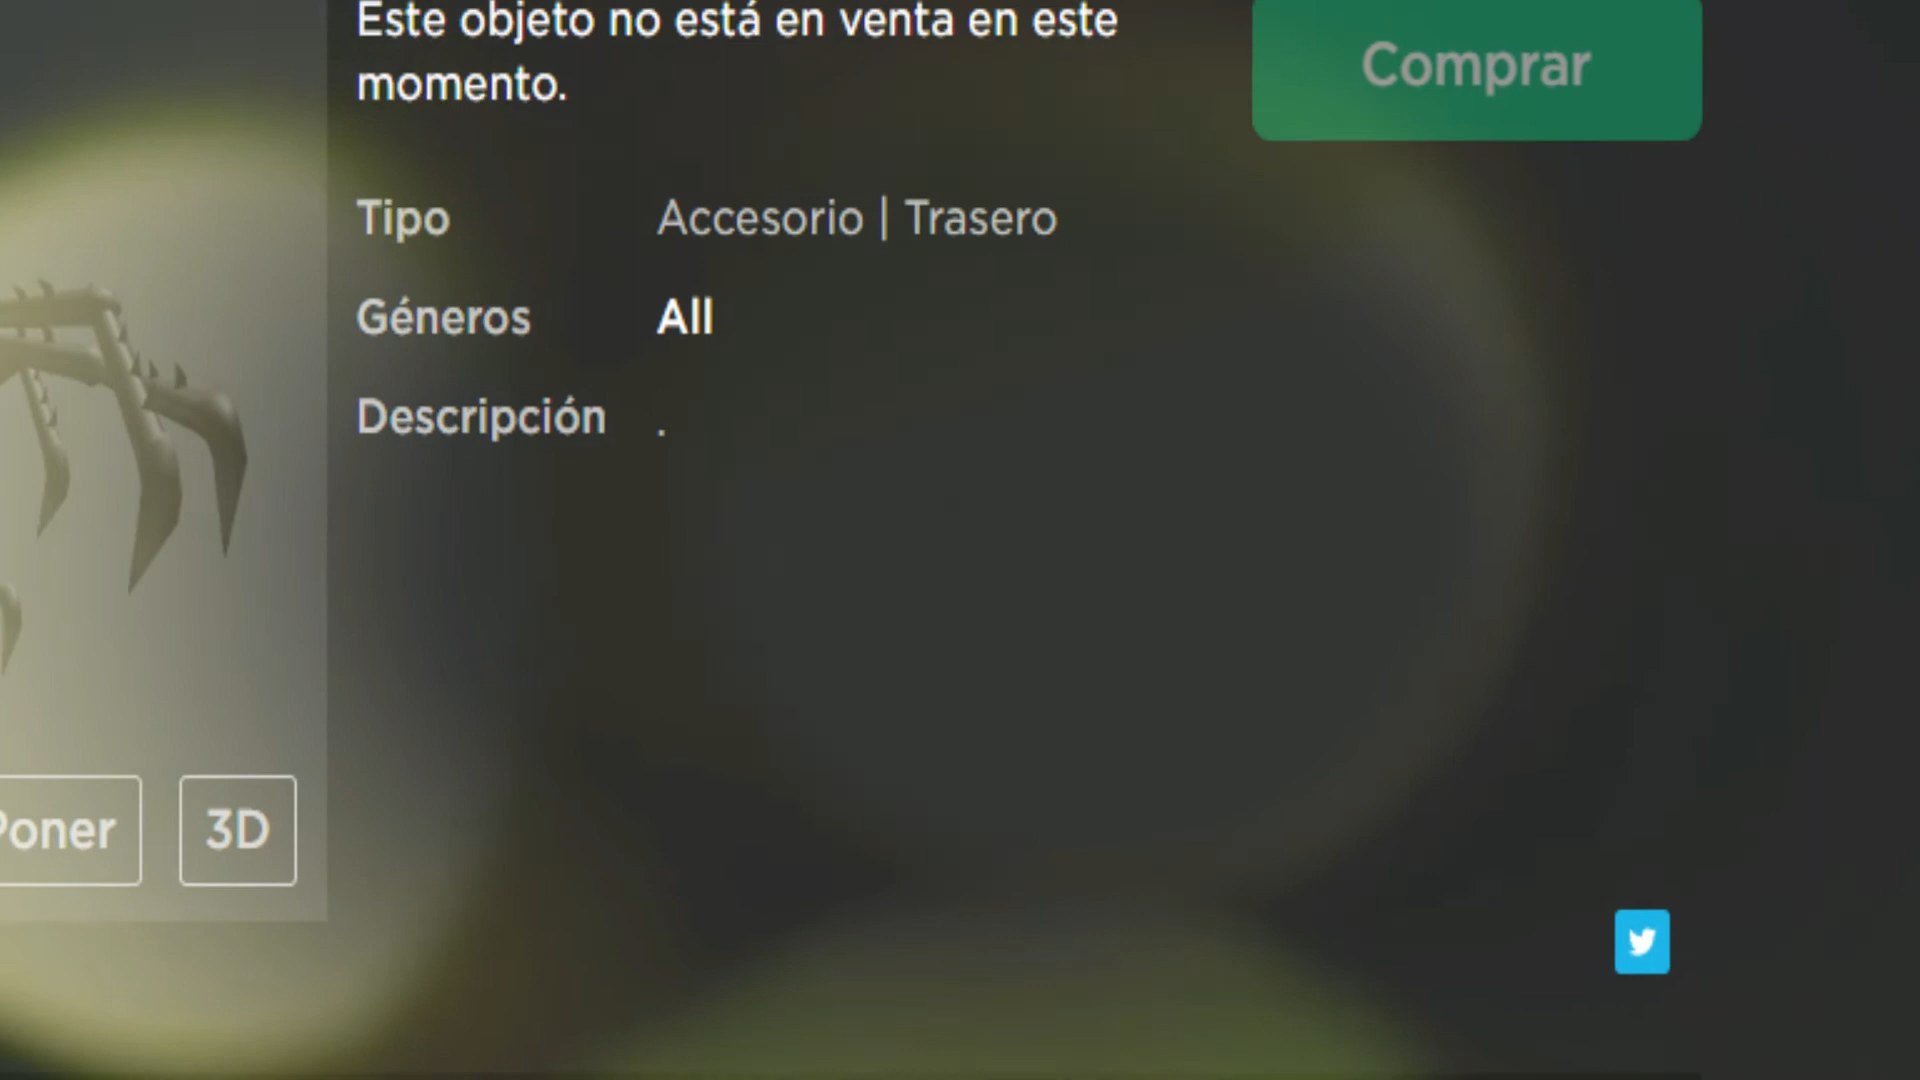 Este objeto no está en venta en este
momento.
Comprar
Tipo Accesorio | Trasero
Géneros All
Descripción .
Poner 3D